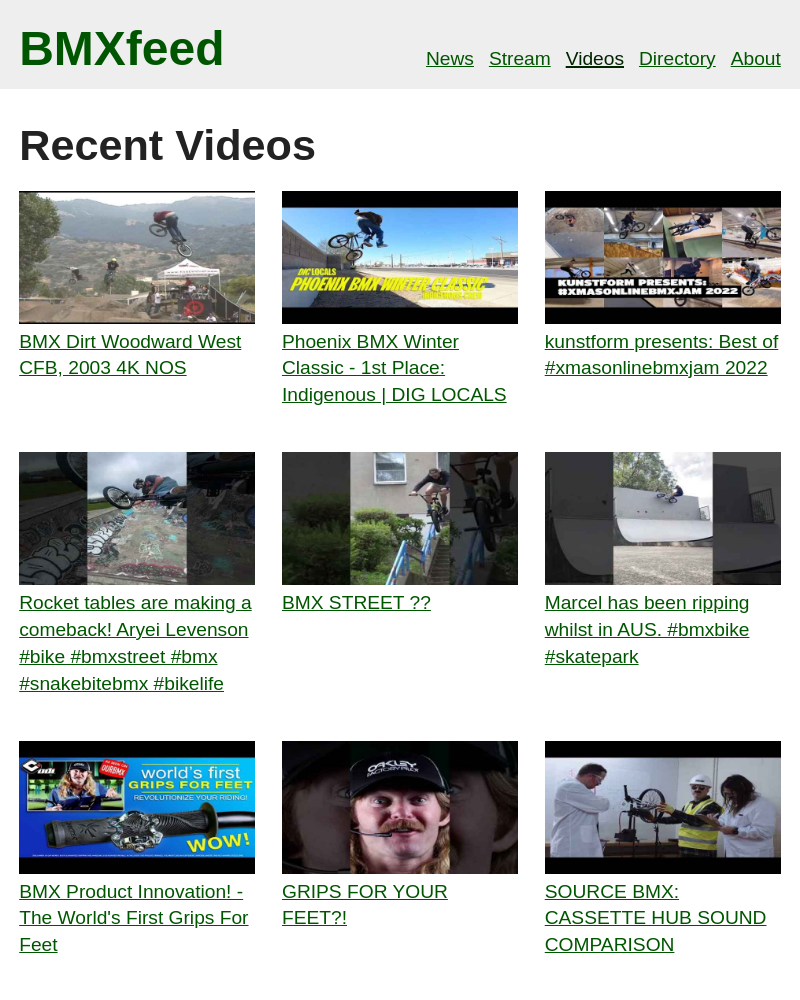 BMXfeed
News Stream Videos Directory About
Recent Videos
DIG LOCALS
PHOENIX BMX WINTER CLASSIC
KUNSTFORM PRESENTS:
#XMASONLINEBMXJAM 2022
BMX Dirt Woodward West
CFB, 2003 4K NOS
Phoenix BMX Winter
Classic - 1st Place:
Indigenous | DIG LOCALS
kunstform presents: Best of
#xmasonlinebmxjam 2022
Rocket tables are making a
comeback! Aryei Levenson
#bike #bmxstreet #bmx
#snakebitebmx #bikelife
BMX STREET ??
Marcel has been ripping
whilst in AUS. #bmxbike
#skatepark
ODI
OURBMX
world's first
GRIPS FOR FEET
REVOLUTIONIZE YOUR RIDING!
WOW!
OAKLEY
BMX Product Innovation! -
The World's First Grips For
Feet
GRIPS FOR YOUR
FEET?!
SOURCE BMX:
CASSETTE HUB SOUND
COMPARISON